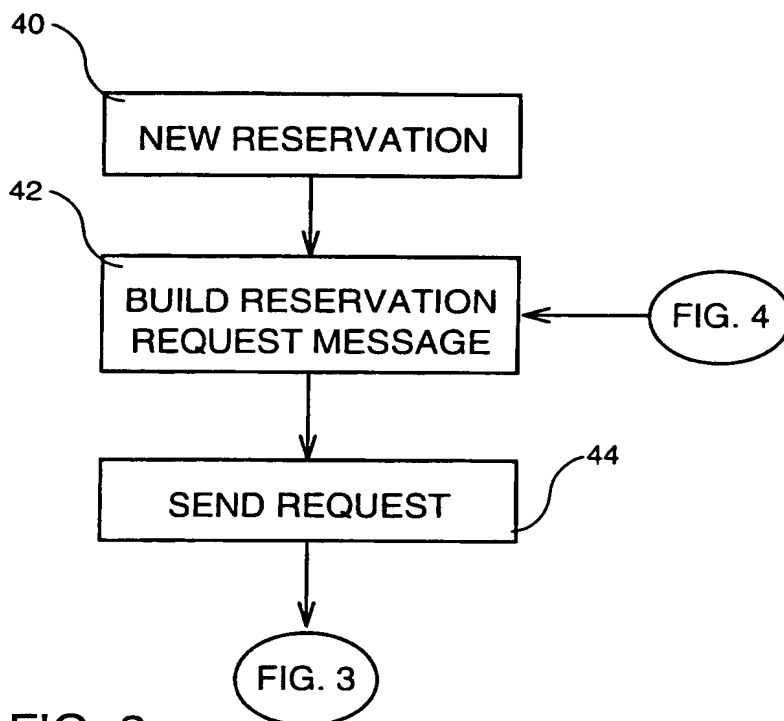 40
NEW RESERVATION
42
BUILD RESERVATION
REQUEST MESSAGE
FIG. 4
44
SEND REQUEST
FIG. 3